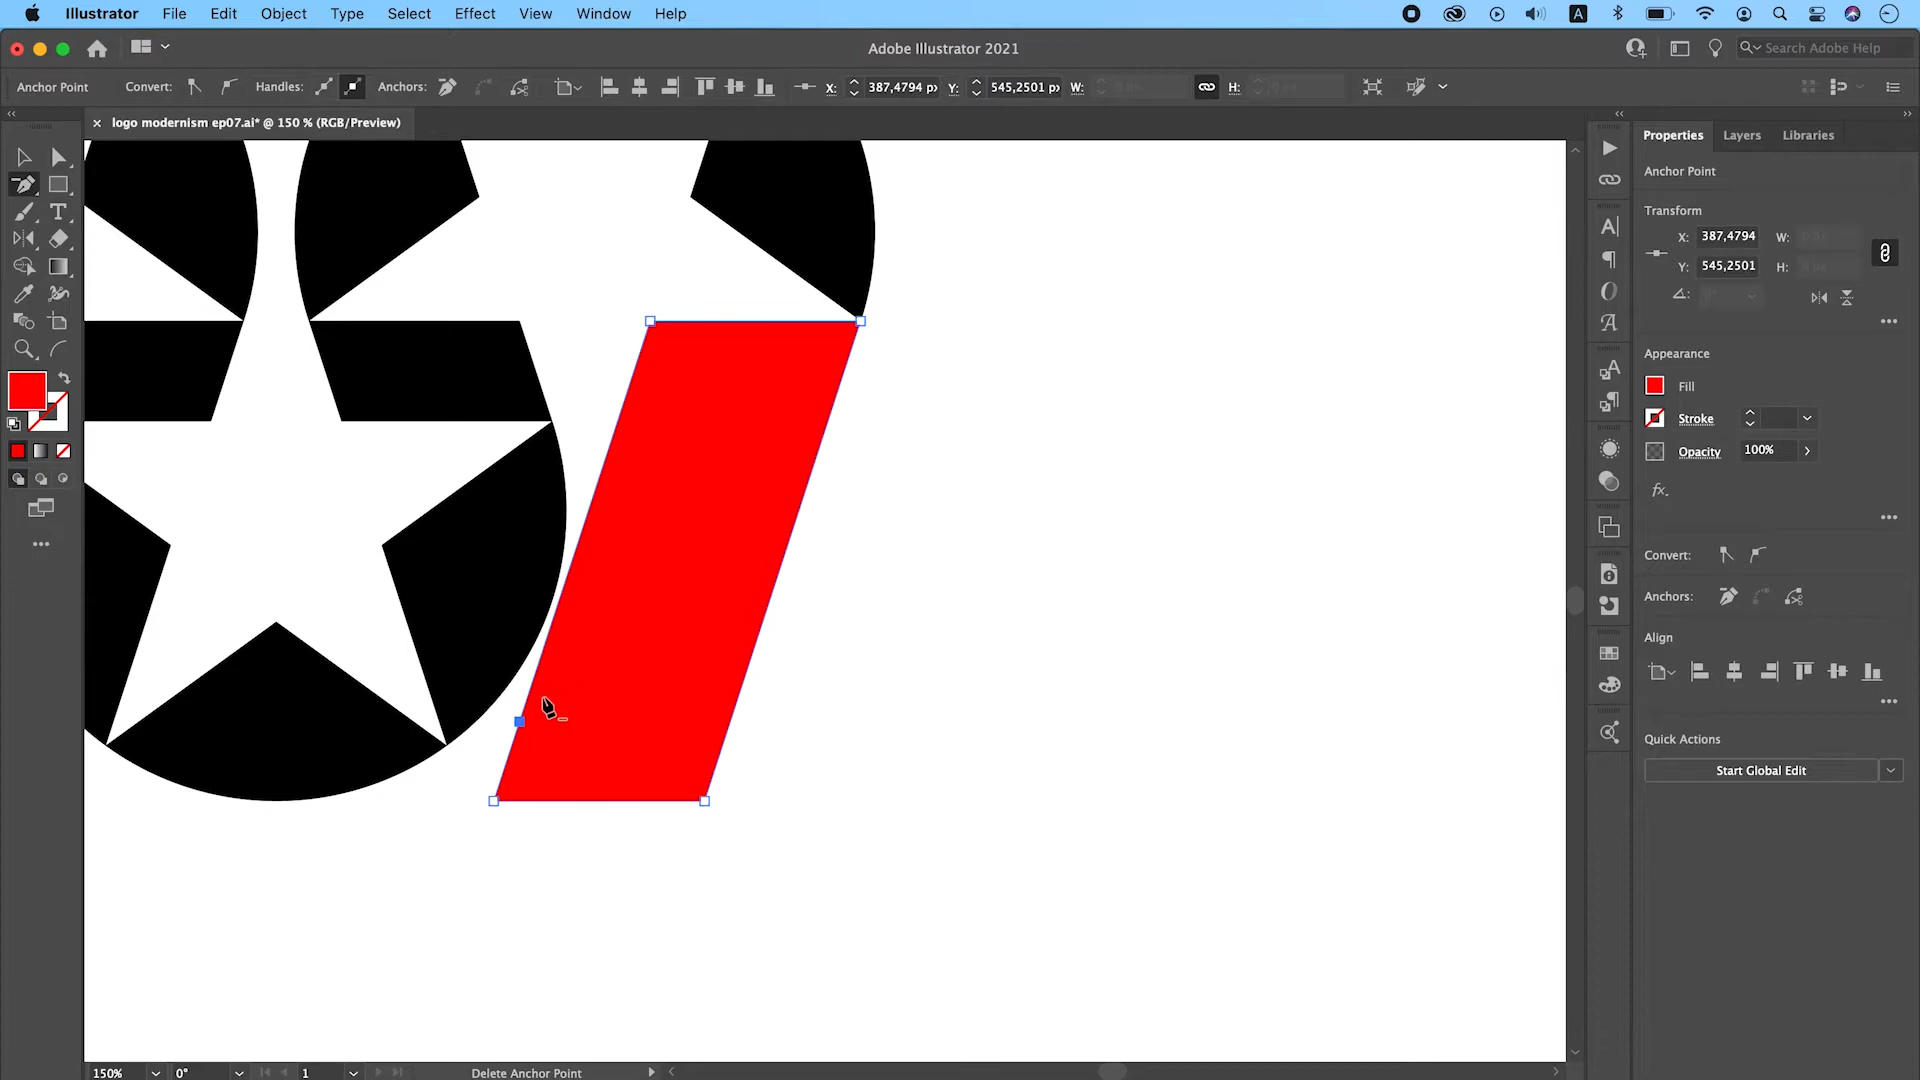 Illustrator File Edit Object Type Select Effect View Window Help
A
Adobe Illustrator 2021
Search Adobe Help
Anchor Point Convert: Handles: Anchors: X: 387,4794 px Y: 545,2501 px W: H:
× logo modernism ep07.ai* @ 150 % (RGB/Preview)
Properties Layers Libraries
Anchor Point
Transform
X: 387,4794 W:
Y: 545,2501 H:
Appearance
Fill
Stroke
Opacity 100%
fx.
Convert:
Anchors:
Align
Quick Actions
Start Global Edit
150% 0° 1 Delete Anchor Point